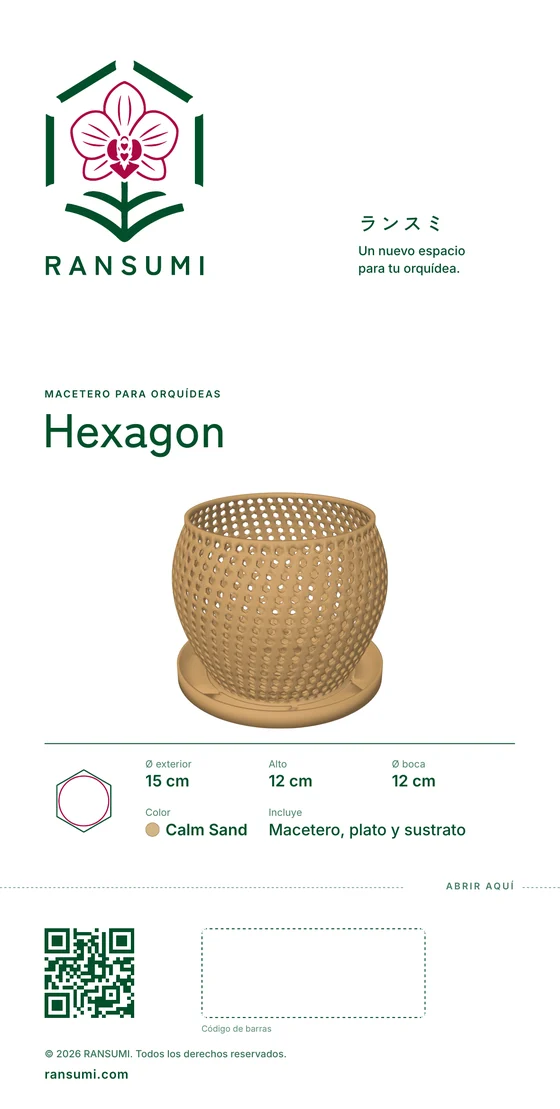 RANSUMI
ランスミ
Un nuevo espacio
para tu orquídea.
MACETERO PARA ORQUÍDEAS
Hexagon
Ø exterior
15 cm
Alto
12 cm
Ø boca
12 cm
Color
Calm Sand
Incluye
Macetero, plato y sustrato
ABRIR AQUÍ
Código de barras
© 2026 RANSUMI. Todos los derechos reservados.
ransumi.com